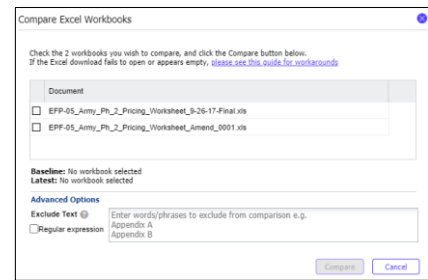 Compare Excel Workbooks
Check the 2 workbooks you wish to compare, and click the Compare button below.
If the Excel download fails to open or appears empty, please see this guide for workarounds
Document
EFP-05_Army_Ph_2_Pricing_Worksheet_9-26-17-Final.xls
EPF-05_Army_Ph_2_Pricing_Worksheet_Amend_0001.xls
Baseline: No workbook selected
Latest: No workbook selected
Advanced Options
Exclude Text
Regular expression
Enter words/phrases to exclude from comparison e.g.
Appendix A
Appendix B
Compare
Cancel